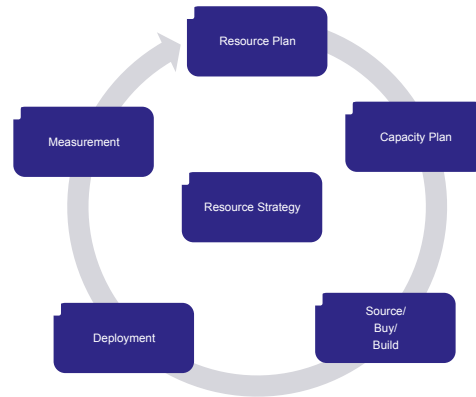 Resource Plan
Measurement
Capacity Plan
Resource Strategy
Source/
Buy/
Build
Deployment